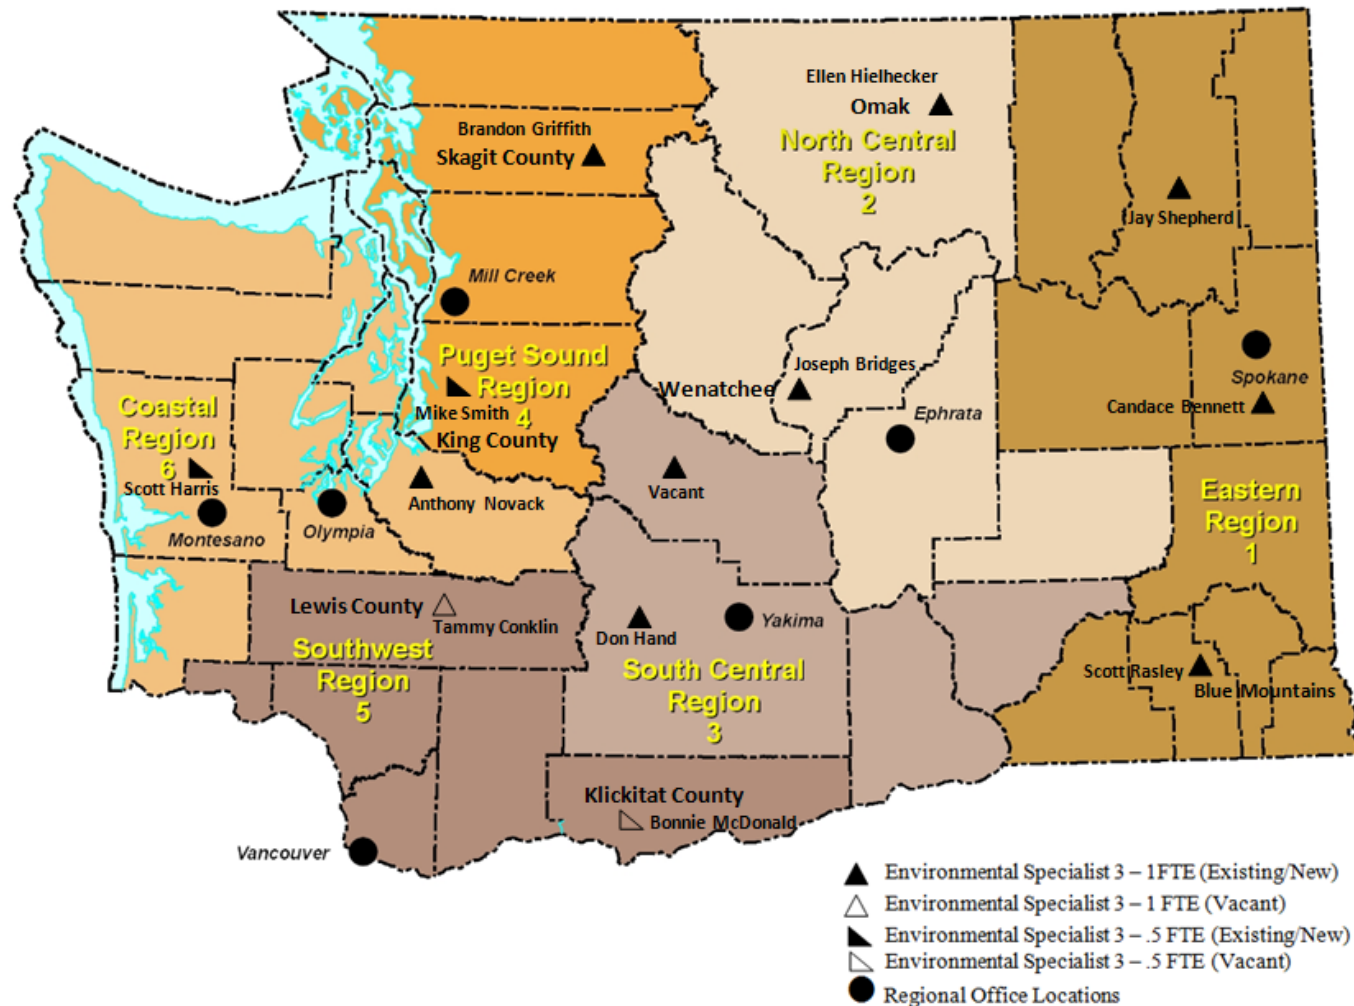 Ellen Hielhecker
Omak
North Central
Region
2
Brandon Griffith
Skagit County
Jay Shepherd
Mill Creek
Puget Sound
Region
4
Mike Smith
King County
Joseph Bridges
Wenatchee
Ephrata
Spokane
Candace Bennett
Coastal
Region
6
Scott Harris
Montesano
Olympia
Anthony Novack
Vacant
Eastern
Region
1
Lewis County
Tammy Conklin
Southwest
Region
5
Don Hand
Yakima
South Central
Region
3
Scott Rasley
Blue Mountains
Klickitat County
Bonnie McDonald
Vancouver
Environmental Specialist 3 – 1FTE (Existing/New)
Environmental Specialist 3 – 1 FTE (Vacant)
Environmental Specialist 3 – .5 FTE (Existing/New)
Environmental Specialist 3 – .5 FTE (Vacant)
Regional Office Locations